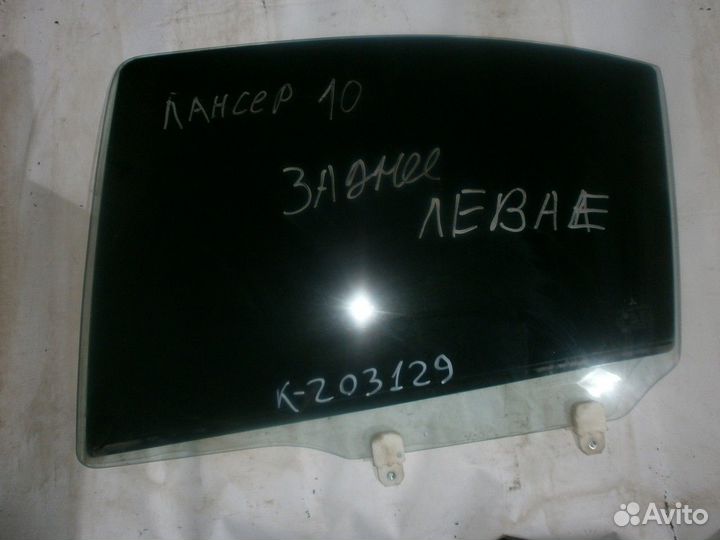 Лансер 10
Заднее
ЛЕВАЕ
К-203129
Avito